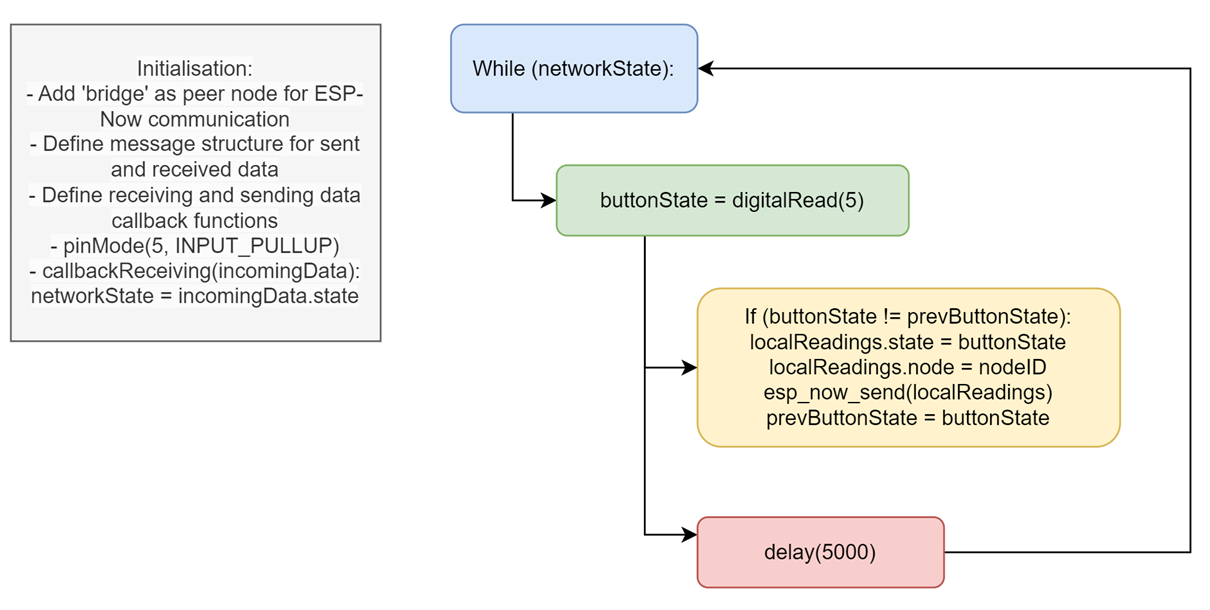 Initialisation:
- Add 'bridge' as peer node for ESP-
Now communication
- Define message structure for sent
and received data
- Define receiving and sending data
callback functions
- pinMode(5, INPUT_PULLUP)
- callbackReceiving(incomingData):
networkState = incomingData.state
While (networkState):
buttonState = digitalRead(5)
If (buttonState != prevButtonState):
localReadings.state = buttonState
localReadings.node = nodeID
esp_now_send(localReadings)
prevButtonState = buttonState
delay(5000)